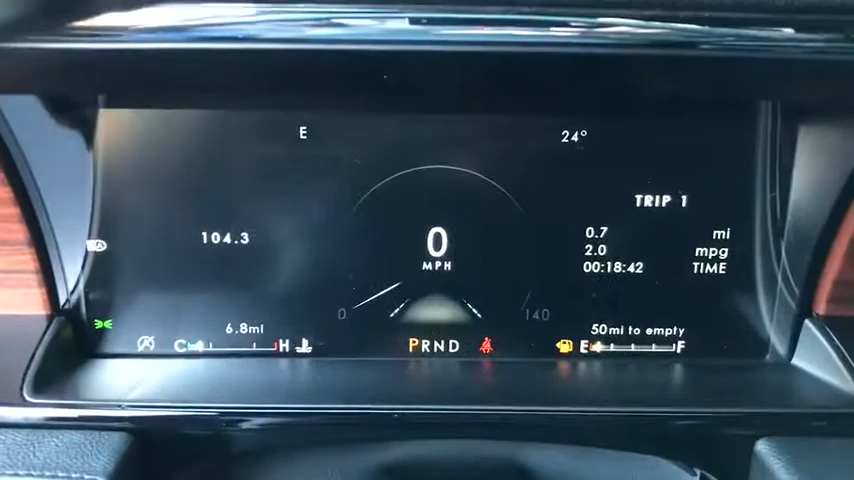 E
24°
TRIP 1
104.3
0
MPH
0.7 mi
2.0 mpg
00:18:42 TIME
0
140
6.8mi
50mi to empty
C H
PRND
E F